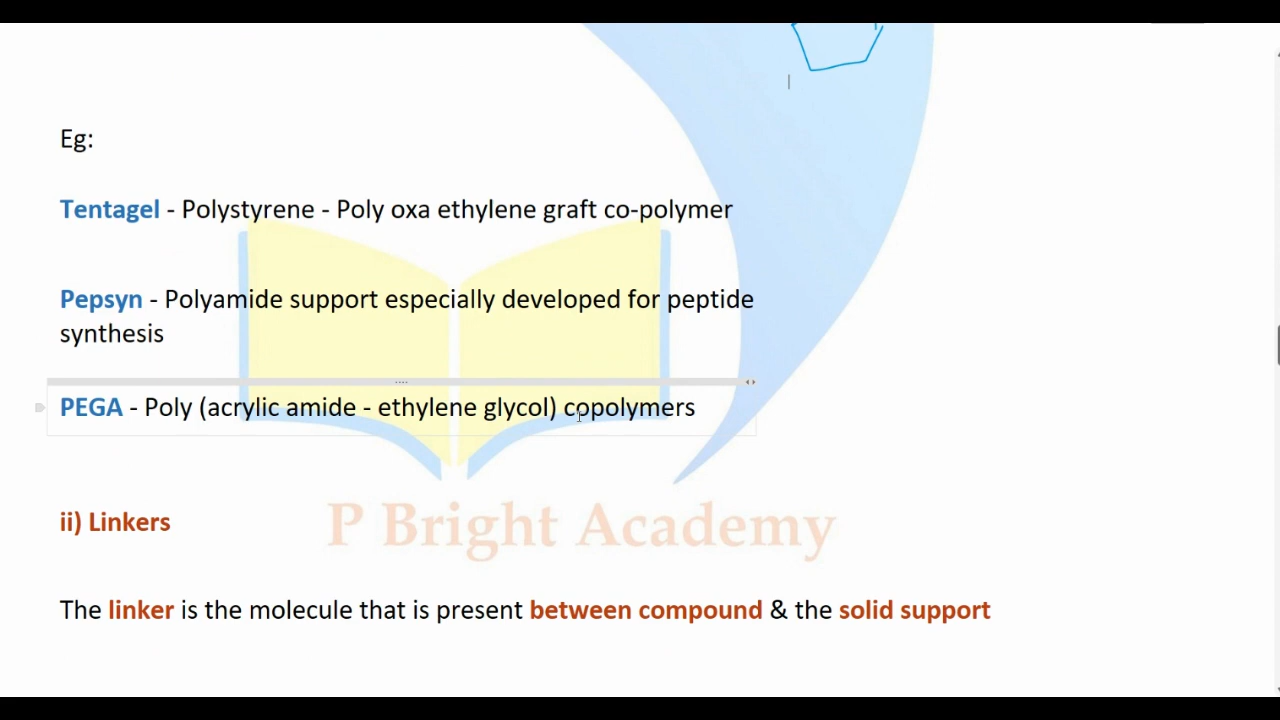 Eg:
Tentagel - Polystyrene - Poly oxa ethylene graft co-polymer
Pepsyn - Polyamide support especially developed for peptide
synthesis
PEGA - Poly (acrylic amide - ethylene glycol) copolymers
P Bright Academy
ii) Linkers
The linker is the molecule that is present between compound & the solid support